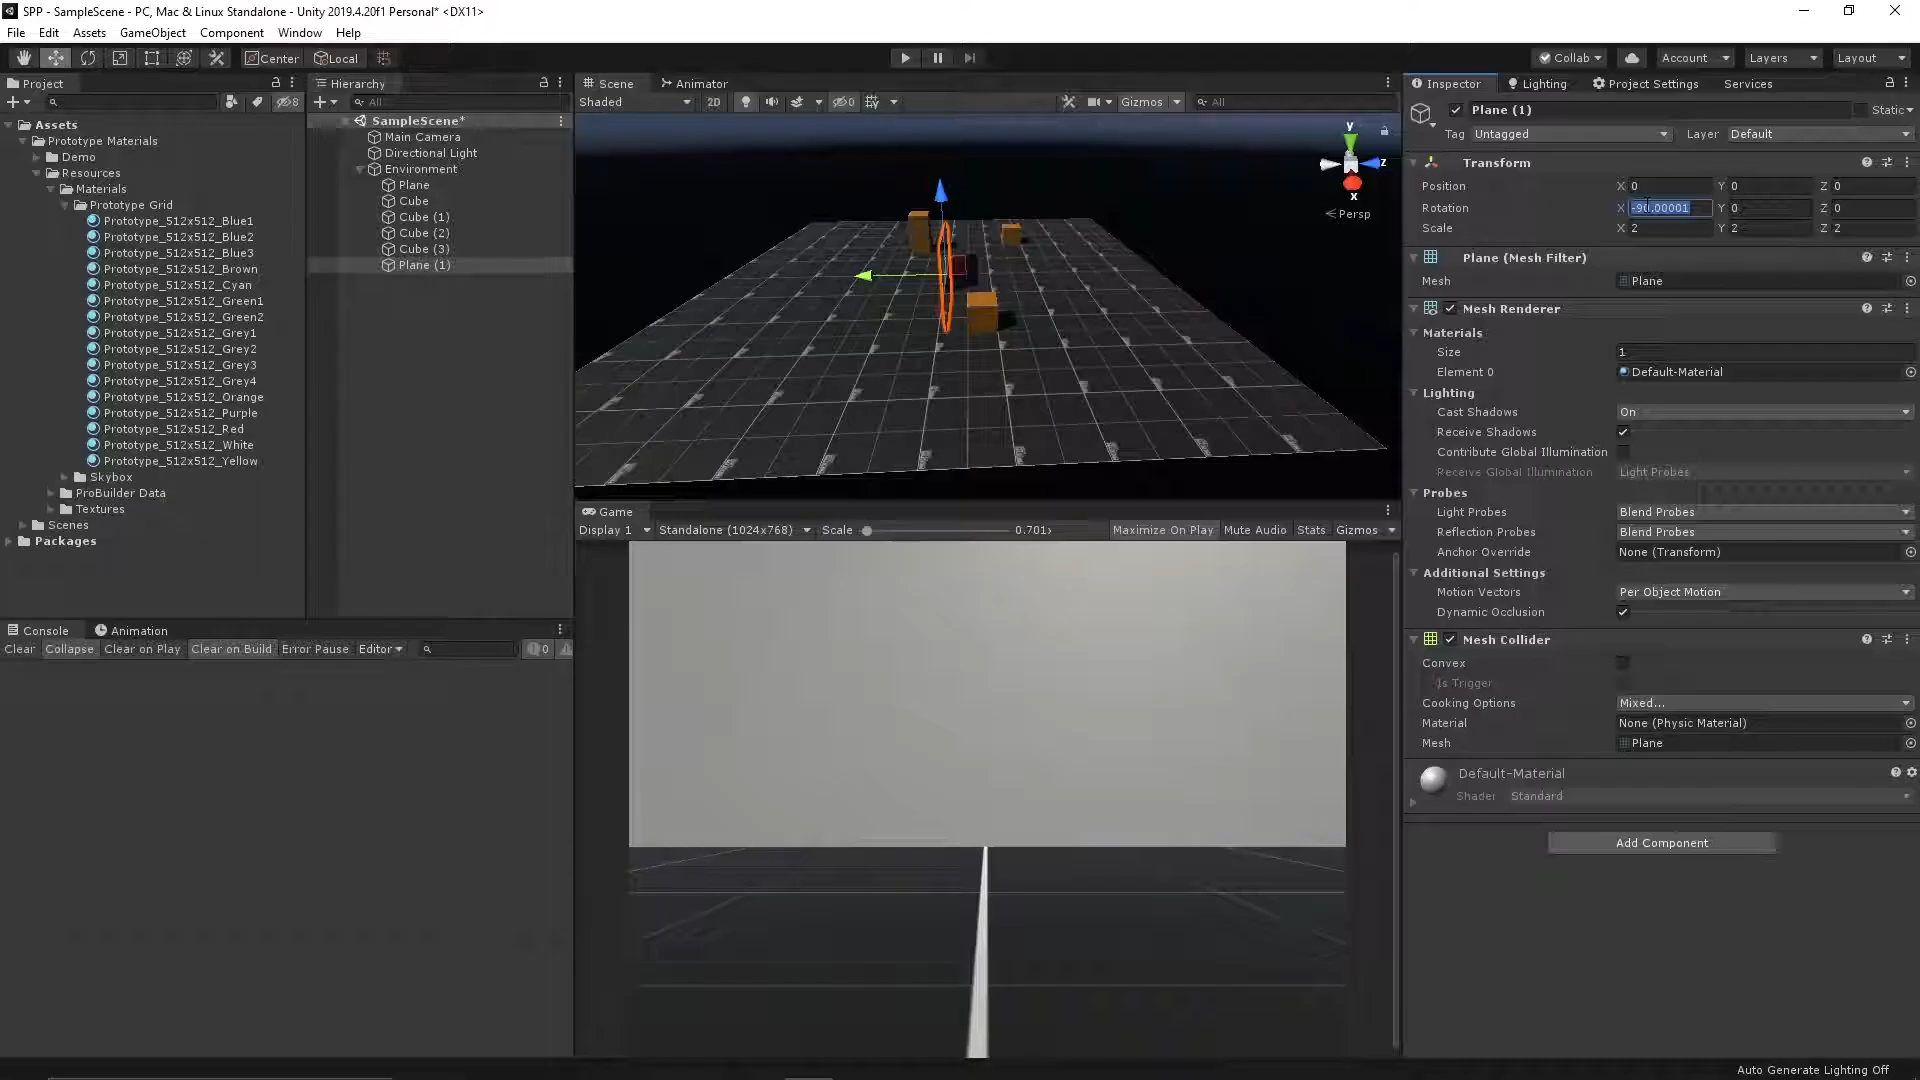 SPP - SampleScene - PC, Mac & Linux Standalone - Unity 2019.4.20f1 Personal* <DX11>
File Edit Assets GameObject Component Window Help
Center Local Collab Account Layers Layout
Project
8
Assets
Prototype Materials
Demo
Resources
Materials
Prototype Grid
Prototype_512x512_Blue1
Prototype_512x512_Blue2
Prototype_512x512_Blue3
Prototype_512x512_Brown
Prototype_512x512_Cyan
Prototype_512x512_Green1
Prototype_512x512_Green2
Prototype_512x512_Grey1
Prototype_512x512_Grey2
Prototype_512x512_Grey3
Prototype_512x512_Grey4
Prototype_512x512_Orange
Prototype_512x512_Purple
Prototype_512x512_Red
Prototype_512x512_White
Prototype_512x512_Yellow
Skybox
ProBuilder Data
Textures
Scenes
Packages
Hierarchy
All
SampleScene*
Main Camera
Directional Light
Environment
Plane
Cube
Cube (1)
Cube (2)
Cube (3)
Plane (1)
Scene Animator
Shaded 2D 0 Gizmos All
y
z
x
Persp
Game
Display 1 Standalone (1024x768) Scale 0.701 Maximize On Play Mute Audio Stats Gizmos
Console Animation
Clear Collapse Clear on Play Clear on Build Error Pause Editor 0
Inspector Lighting Project Settings Services
Plane (1) Static
Tag Untagged Layer Default
Transform
Position X 0 Y 0 Z 0
Rotation X -90.00001 Y 0 Z 0
Scale X 2 Y 2 Z 2
Plane (Mesh Filter)
Mesh Plane
Mesh Renderer
Materials
Size 1
Element 0 Default-Material
Lighting
Cast Shadows On
Receive Shadows
Contribute Global Illumination
Receive Global Illumination Light Probes
Probes
Light Probes Blend Probes
Reflection Probes Blend Probes
Anchor Override None (Transform)
Additional Settings
Motion Vectors Per Object Motion
Dynamic Occlusion
Mesh Collider
Convex
Is Trigger
Cooking Options Mixed...
Material None (Physic Material)
Mesh Plane
Default-Material
Shader Standard
Add Component
Auto Generate Lighting Off